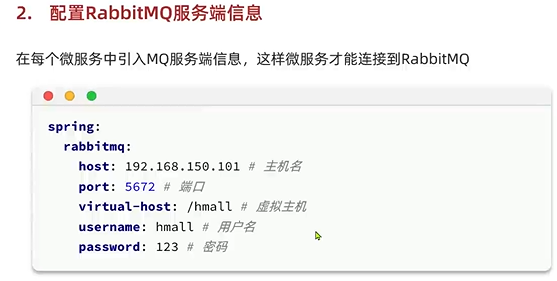 2. 配置RabbitMQ服务端信息
在每个微服务中引入MQ服务端信息，这样微服务才能连接到RabbitMQ
spring:
  rabbitmq:
    host: 192.168.150.101 # 主机名
    port: 5672 # 端口
    virtual-host: /hmall # 虚拟主机
    username: hmall # 用户名
    password: 123 # 密码